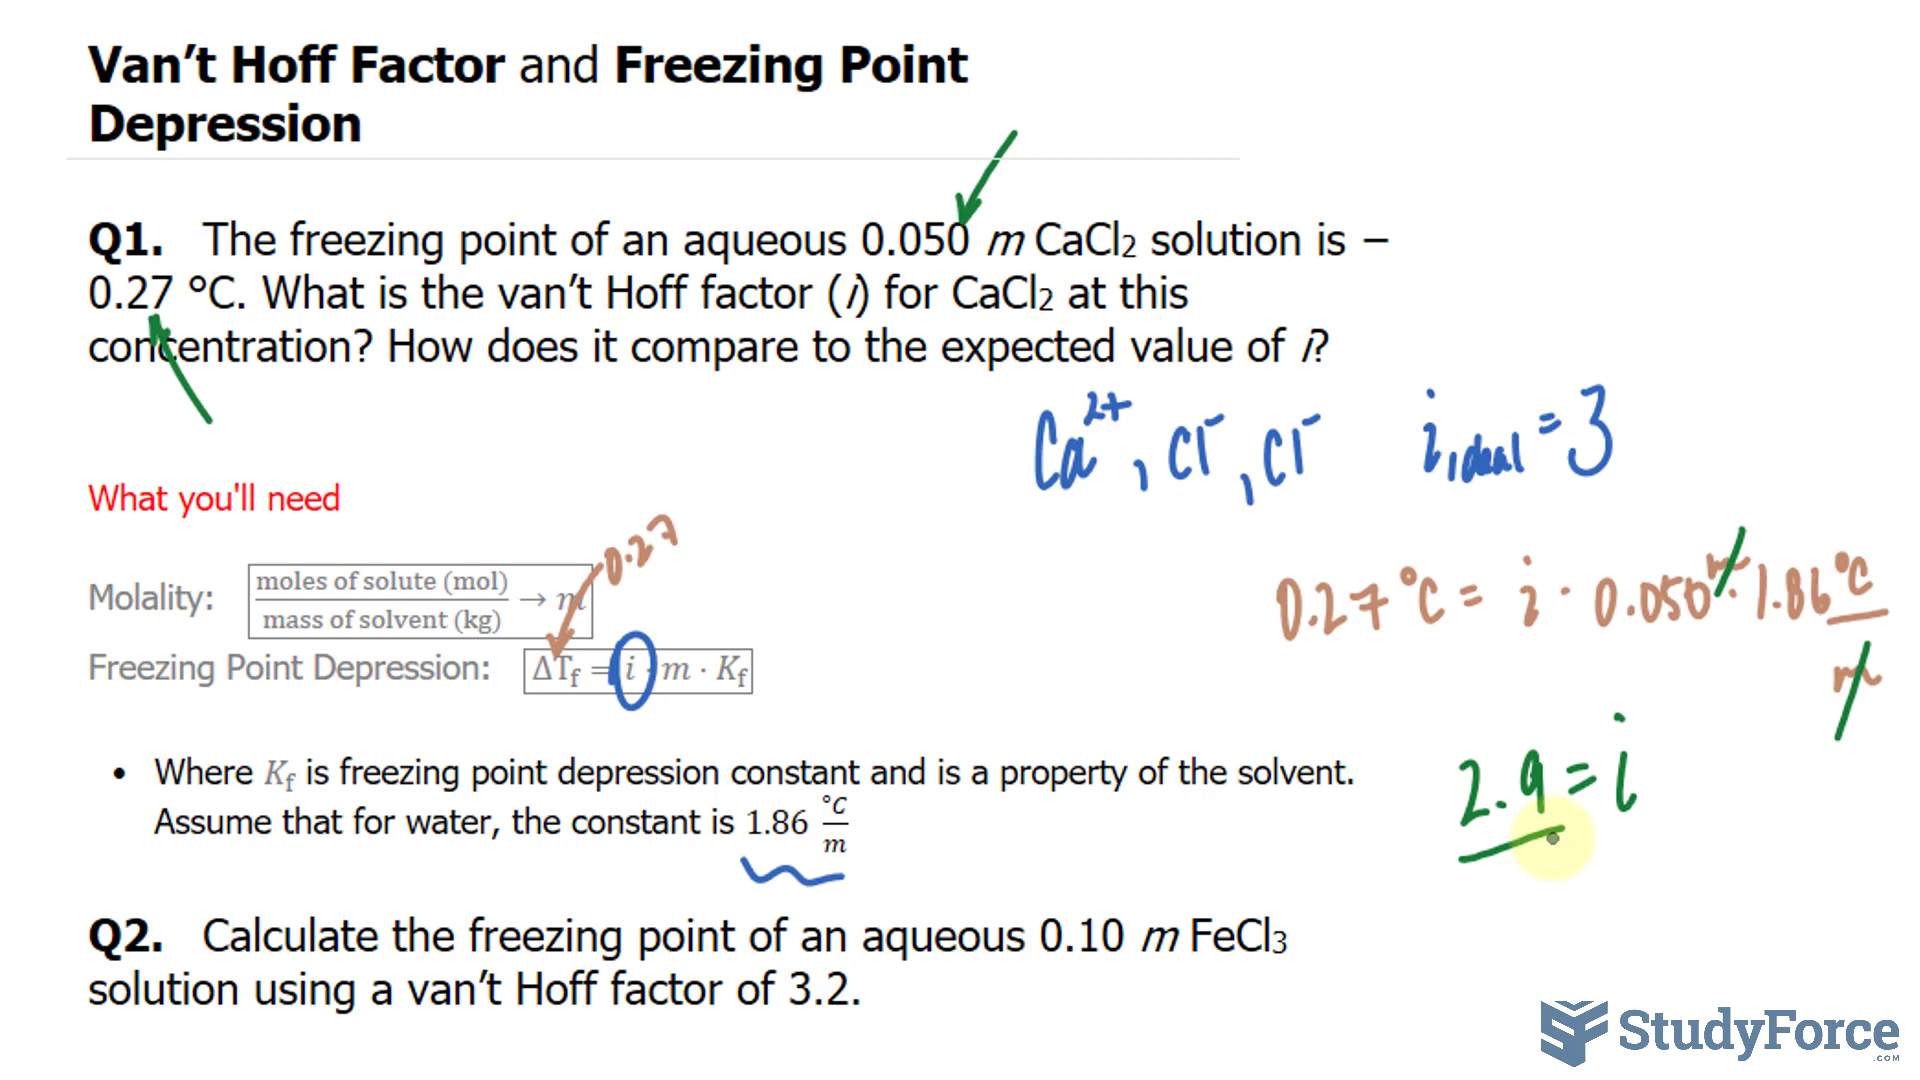 Van't Hoff Factor and Freezing Point
Depression
Q1. The freezing point of an aqueous 0.050 m CaCl2 solution is –
0.27 °C. What is the van't Hoff factor (i) for CaCl2 at this
concentration? How does it compare to the expected value of i?
Ca²⁺, Cl⁻, Cl⁻ i ideal = 3
What you'll need
0.27
Molality: moles of solute (mol) / mass of solvent (kg) → m
0.27 °C = i · 0.050 m · 1.86 °C/m
Freezing Point Depression: ΔTf = i · m · Kf
2.9 = i
• Where Kf is freezing point depression constant and is a property of the solvent.
Assume that for water, the constant is 1.86 °C/m
Q2. Calculate the freezing point of an aqueous 0.10 m FeCl3
solution using a van't Hoff factor of 3.2.
StudyForce
.COM